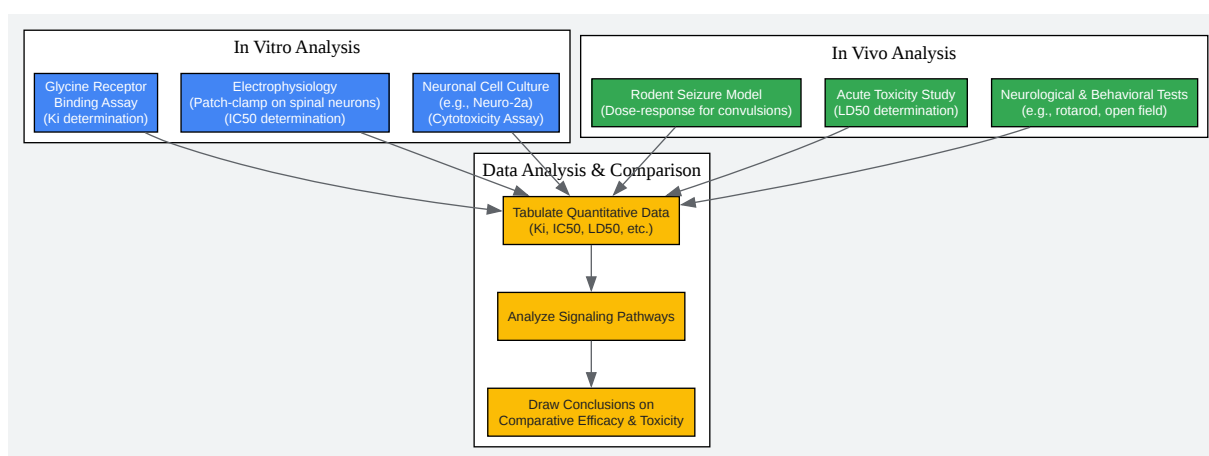 In Vitro Analysis
Glycine Receptor
Binding Assay
(Ki determination)
Electrophysiology
(Patch-clamp on spinal neurons)
(IC50 determination)
Neuronal Cell Culture
(e.g., Neuro-2a)
(Cytotoxicity Assay)
In Vivo Analysis
Rodent Seizure Model
(Dose-response for convulsions)
Acute Toxicity Study
(LD50 determination)
Neurological & Behavioral Tests
(e.g., rotarod, open field)
Data Analysis & Comparison
Tabulate Quantitative Data
(Ki, IC50, LD50, etc.)
Analyze Signaling Pathways
Draw Conclusions on
Comparative Efficacy & Toxicity